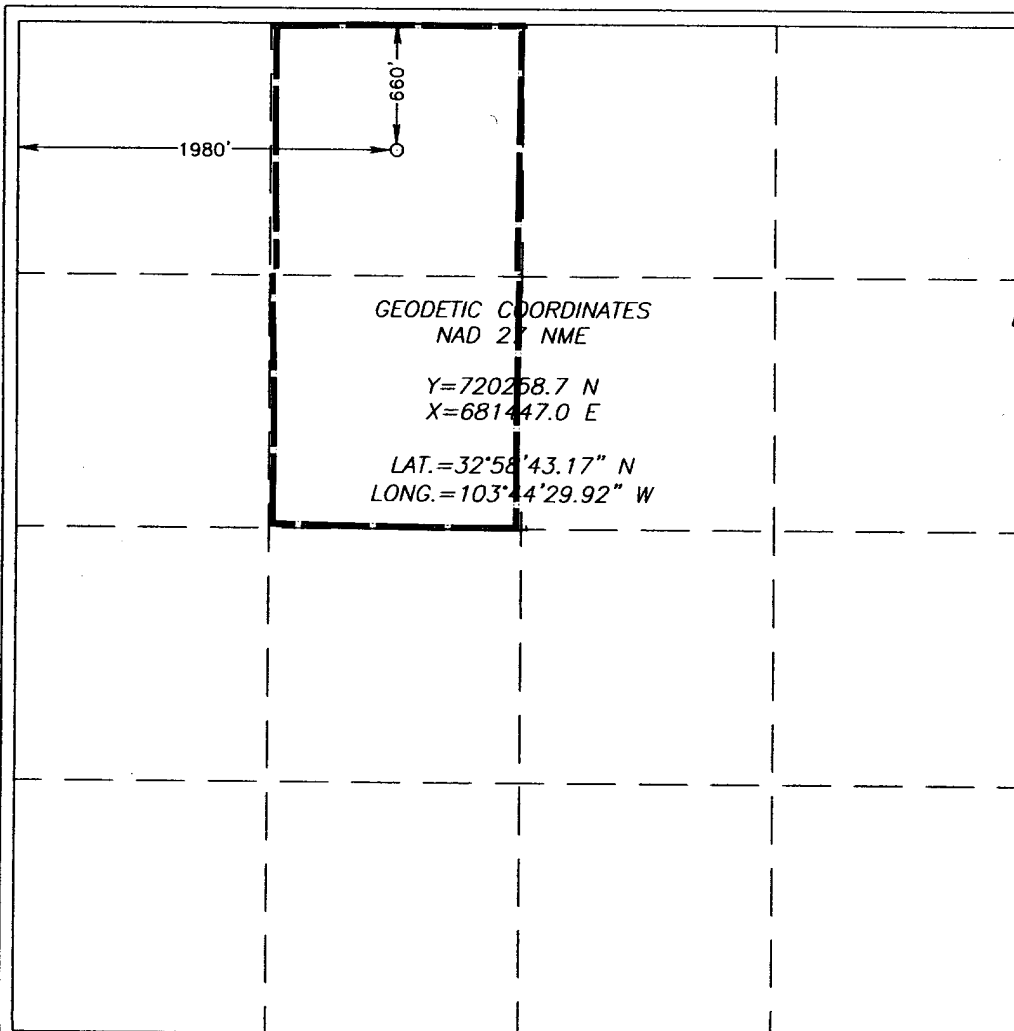 660'
1980'
GEODETIC COORDINATES
NAD 27 NME
Y=720268.7 N
X=681447.0 E
LAT.=32°58'43.17" N
LONG.=103°44'29.92" W